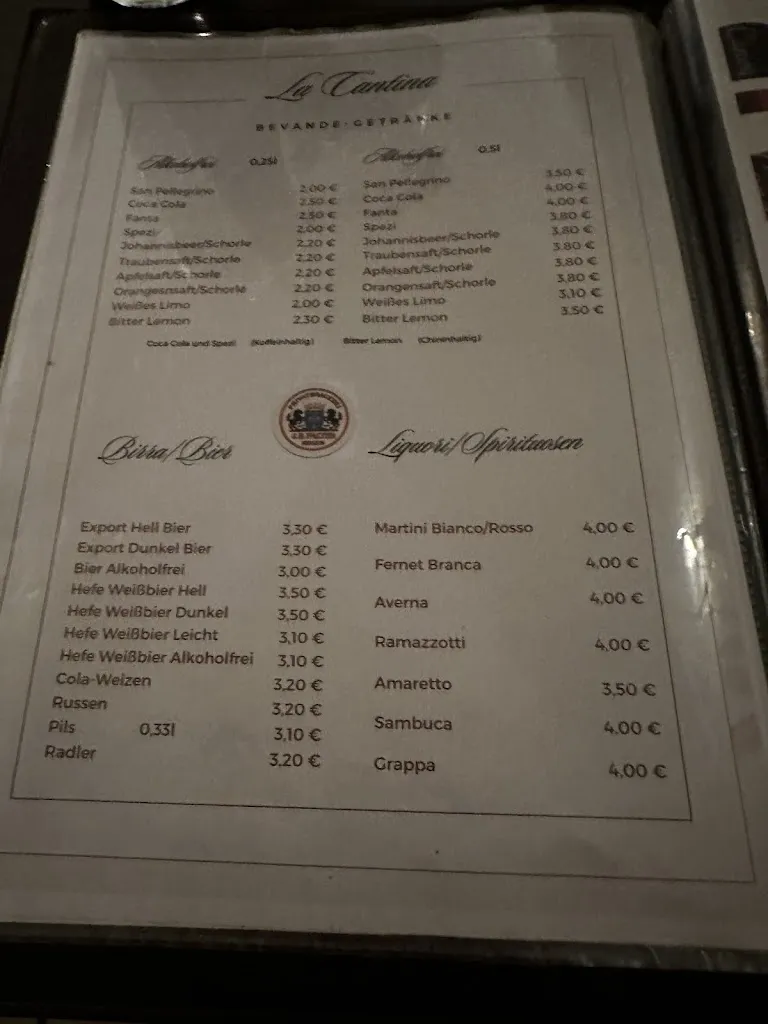 La Cantina
BEVANDE·GETRÄNKE
Alkoholfrei 0,25l
San Pellegrino 2,00 €
Coca Cola 2,50 €
Fanta 2,50 €
Spezi 2,00 €
Johannisbeer/Schorle 2,20 €
Traubensaft/Schorle 2,20 €
Apfelsaft/Schorle 2,20 €
Orangensaft/Schorle 2,20 €
Weißes Limo 2,00 €
Bitter Lemon 2,30 €
Alkoholfrei 0,5l
San Pellegrino 3,50 €
Coca Cola 4,00 €
Fanta 4,00 €
Spezi 3,80 €
Johannisbeer/Schorle 3,80 €
Traubensaft/Schorle 3,80 €
Apfelsaft/Schorle 3,80 €
Orangensaft/Schorle 3,80 €
Weißes Limo 3,10 €
Bitter Lemon 3,50 €
Coca Cola und Spezi (Koffeinhaltig) Bitter Lemon (Chininhaltig)
Birra/Bier
Export Hell Bier 3,30 €
Export Dunkel Bier 3,30 €
Bier Alkoholfrei 3,00 €
Hefe Weißbier Hell 3,50 €
Hefe Weißbier Dunkel 3,50 €
Hefe Weißbier Leicht 3,10 €
Hefe Weißbier Alkoholfrei 3,10 €
Cola-Weizen 3,20 €
Russen 3,20 €
Pils 0,33l 3,10 €
Radler 3,20 €
Liquori/Spirituosen
Martini Bianco/Rosso 4,00 €
Fernet Branca 4,00 €
Averna 4,00 €
Ramazzotti 4,00 €
Amaretto 3,50 €
Sambuca 4,00 €
Grappa 4,00 €